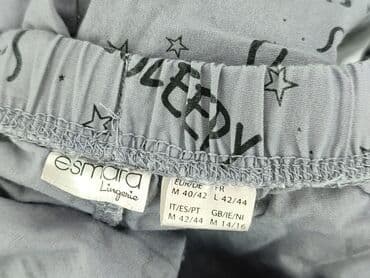 SLEEPY
esmara
Lingerie
EUR/DE FR
M 40/42 L 42/44
IT/ES/PT GB/IE/NI
M 42/44 M 14/16